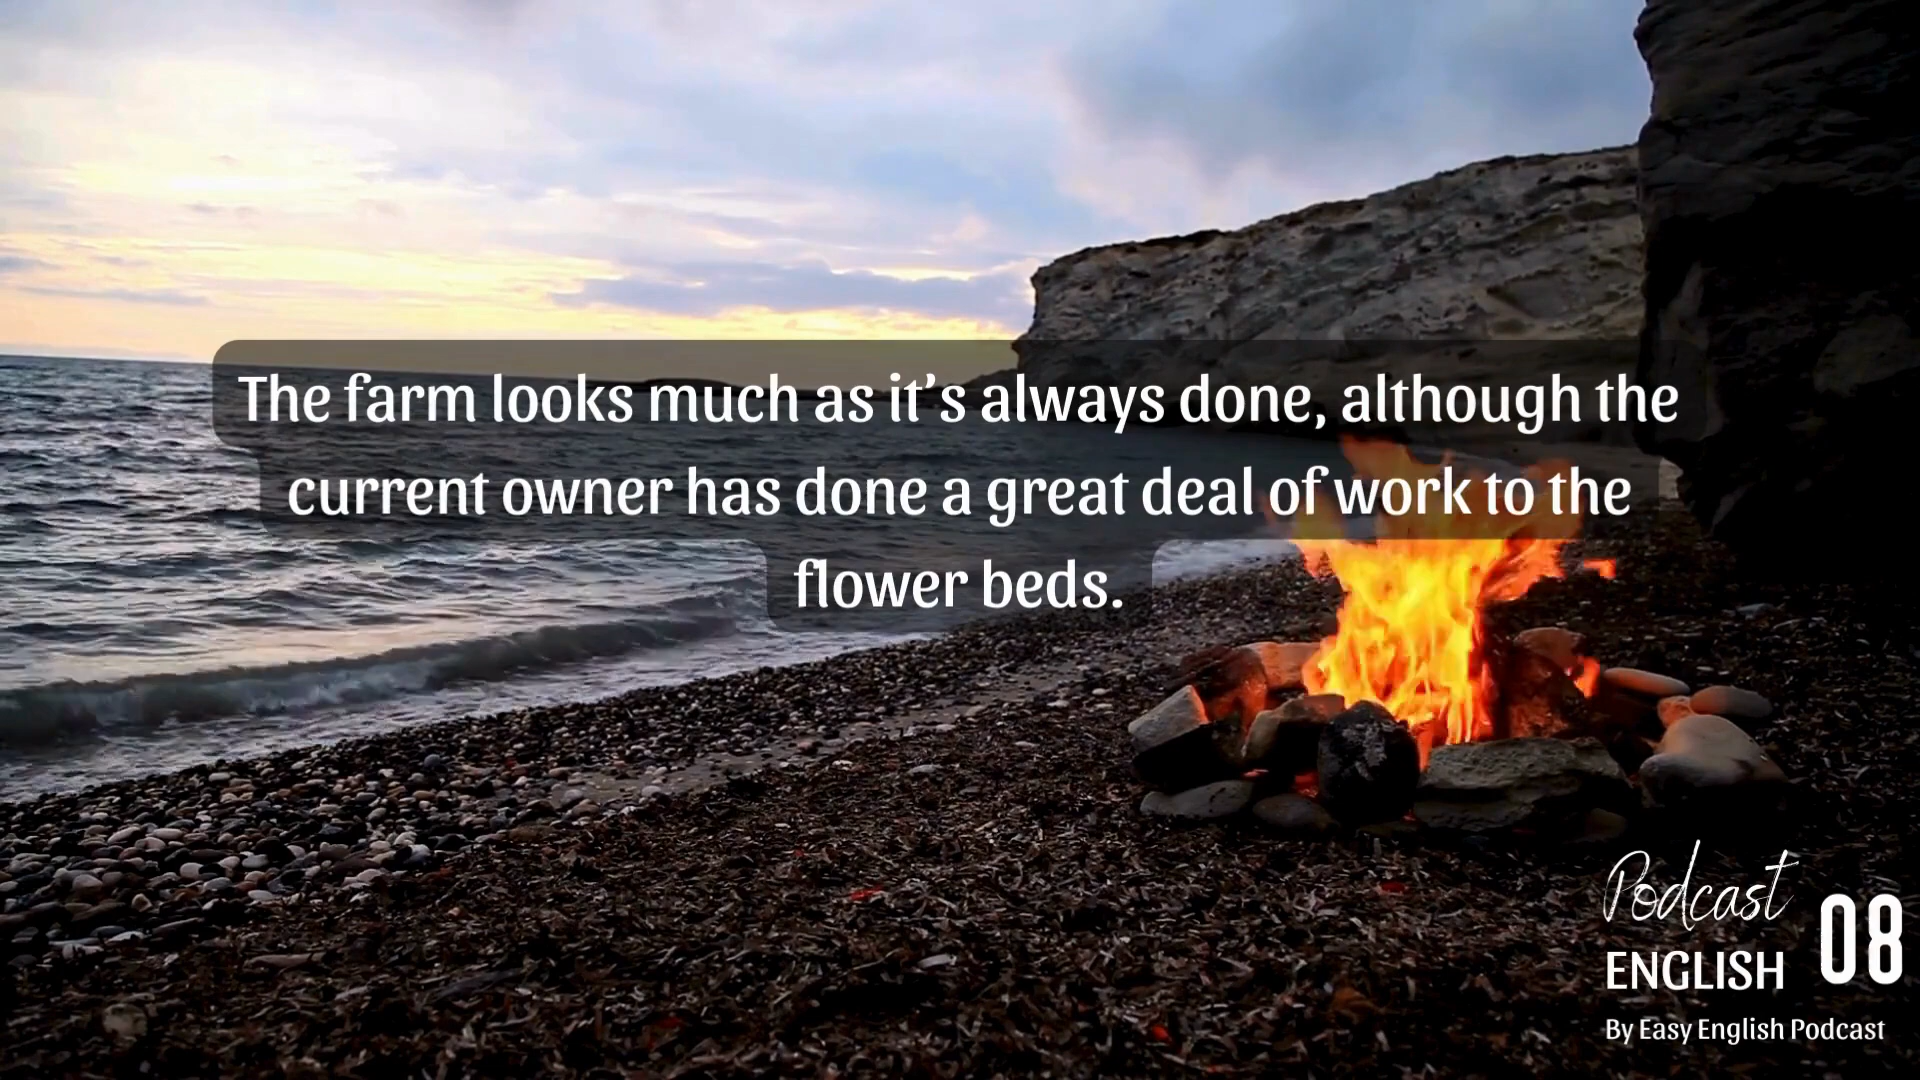 The farm looks much as it’s always done, although the
current owner has done a great deal of work to the
flower beds.
Podcast
ENGLISH
08
By Easy English Podcast